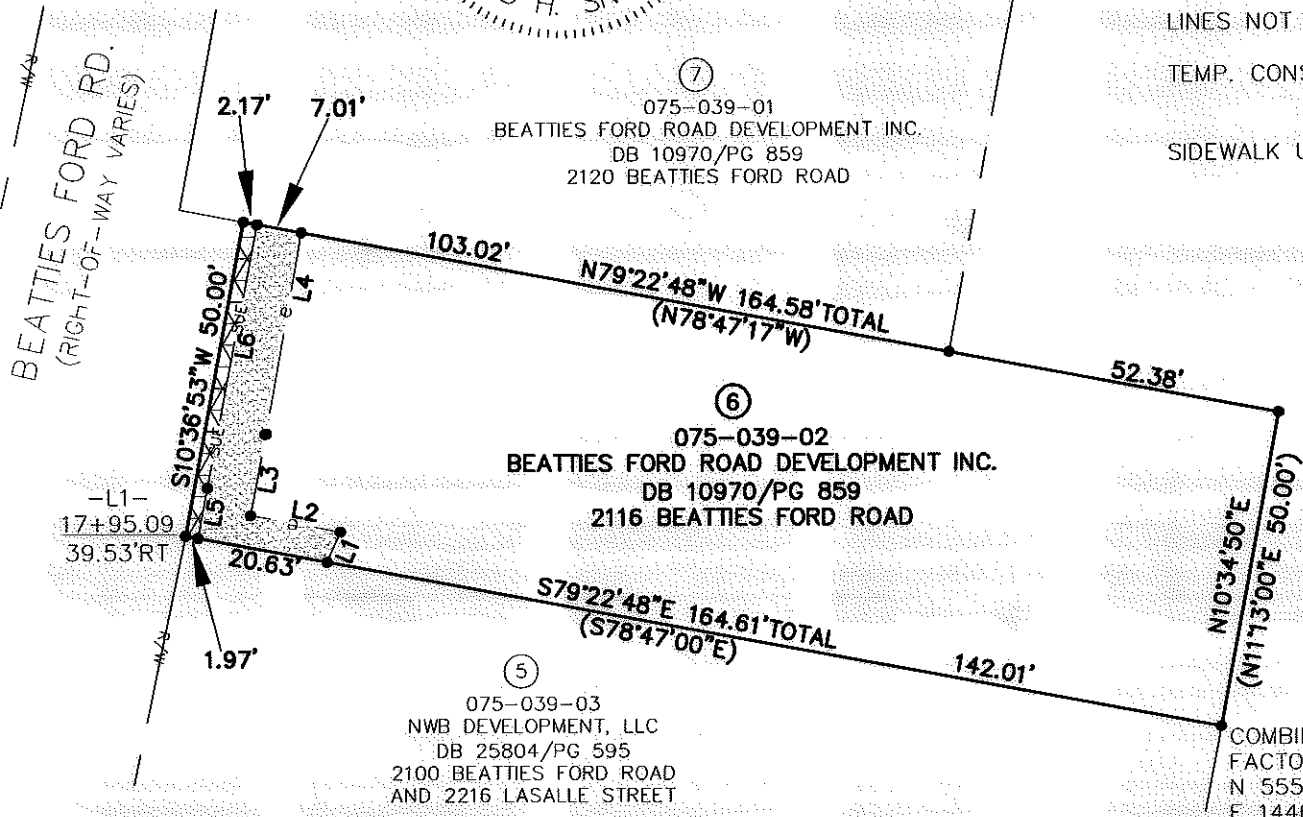 H. S
LINES NOT
TEMP. CONS
SIDEWALK U
R/W
BEATTIES FORD RD.
(RIGHT-OF-WAY VARIES)
7
075-039-01
BEATTIES FORD ROAD DEVELOPMENT INC.
DB 10970/PG 859
2120 BEATTIES FORD ROAD
2.17' 7.01'
103.02'
N79°22'48"W 164.58'TOTAL
(N78°47'17"W)
52.38'
S10°36'53"W 50.00'
SUE
L6
SUE
L4
e
L3
L5
L2
e
L1
6
075-039-02
BEATTIES FORD ROAD DEVELOPMENT INC.
DB 10970/PG 859
2116 BEATTIES FORD ROAD
-L1-
17+95.09
39.53'RT
20.63'
1.97'
S79°22'48"E 164.61'TOTAL
(S78°47'00"E)
142.01'
N10°34'50"E
(N11°13'00"E 50.00')
R/W
5
075-039-03
NWB DEVELOPMENT, LLC
DB 25804/PG 595
2100 BEATTIES FORD ROAD
AND 2216 LASALLE STREET
COMBI
FACTO
N 555
E 144